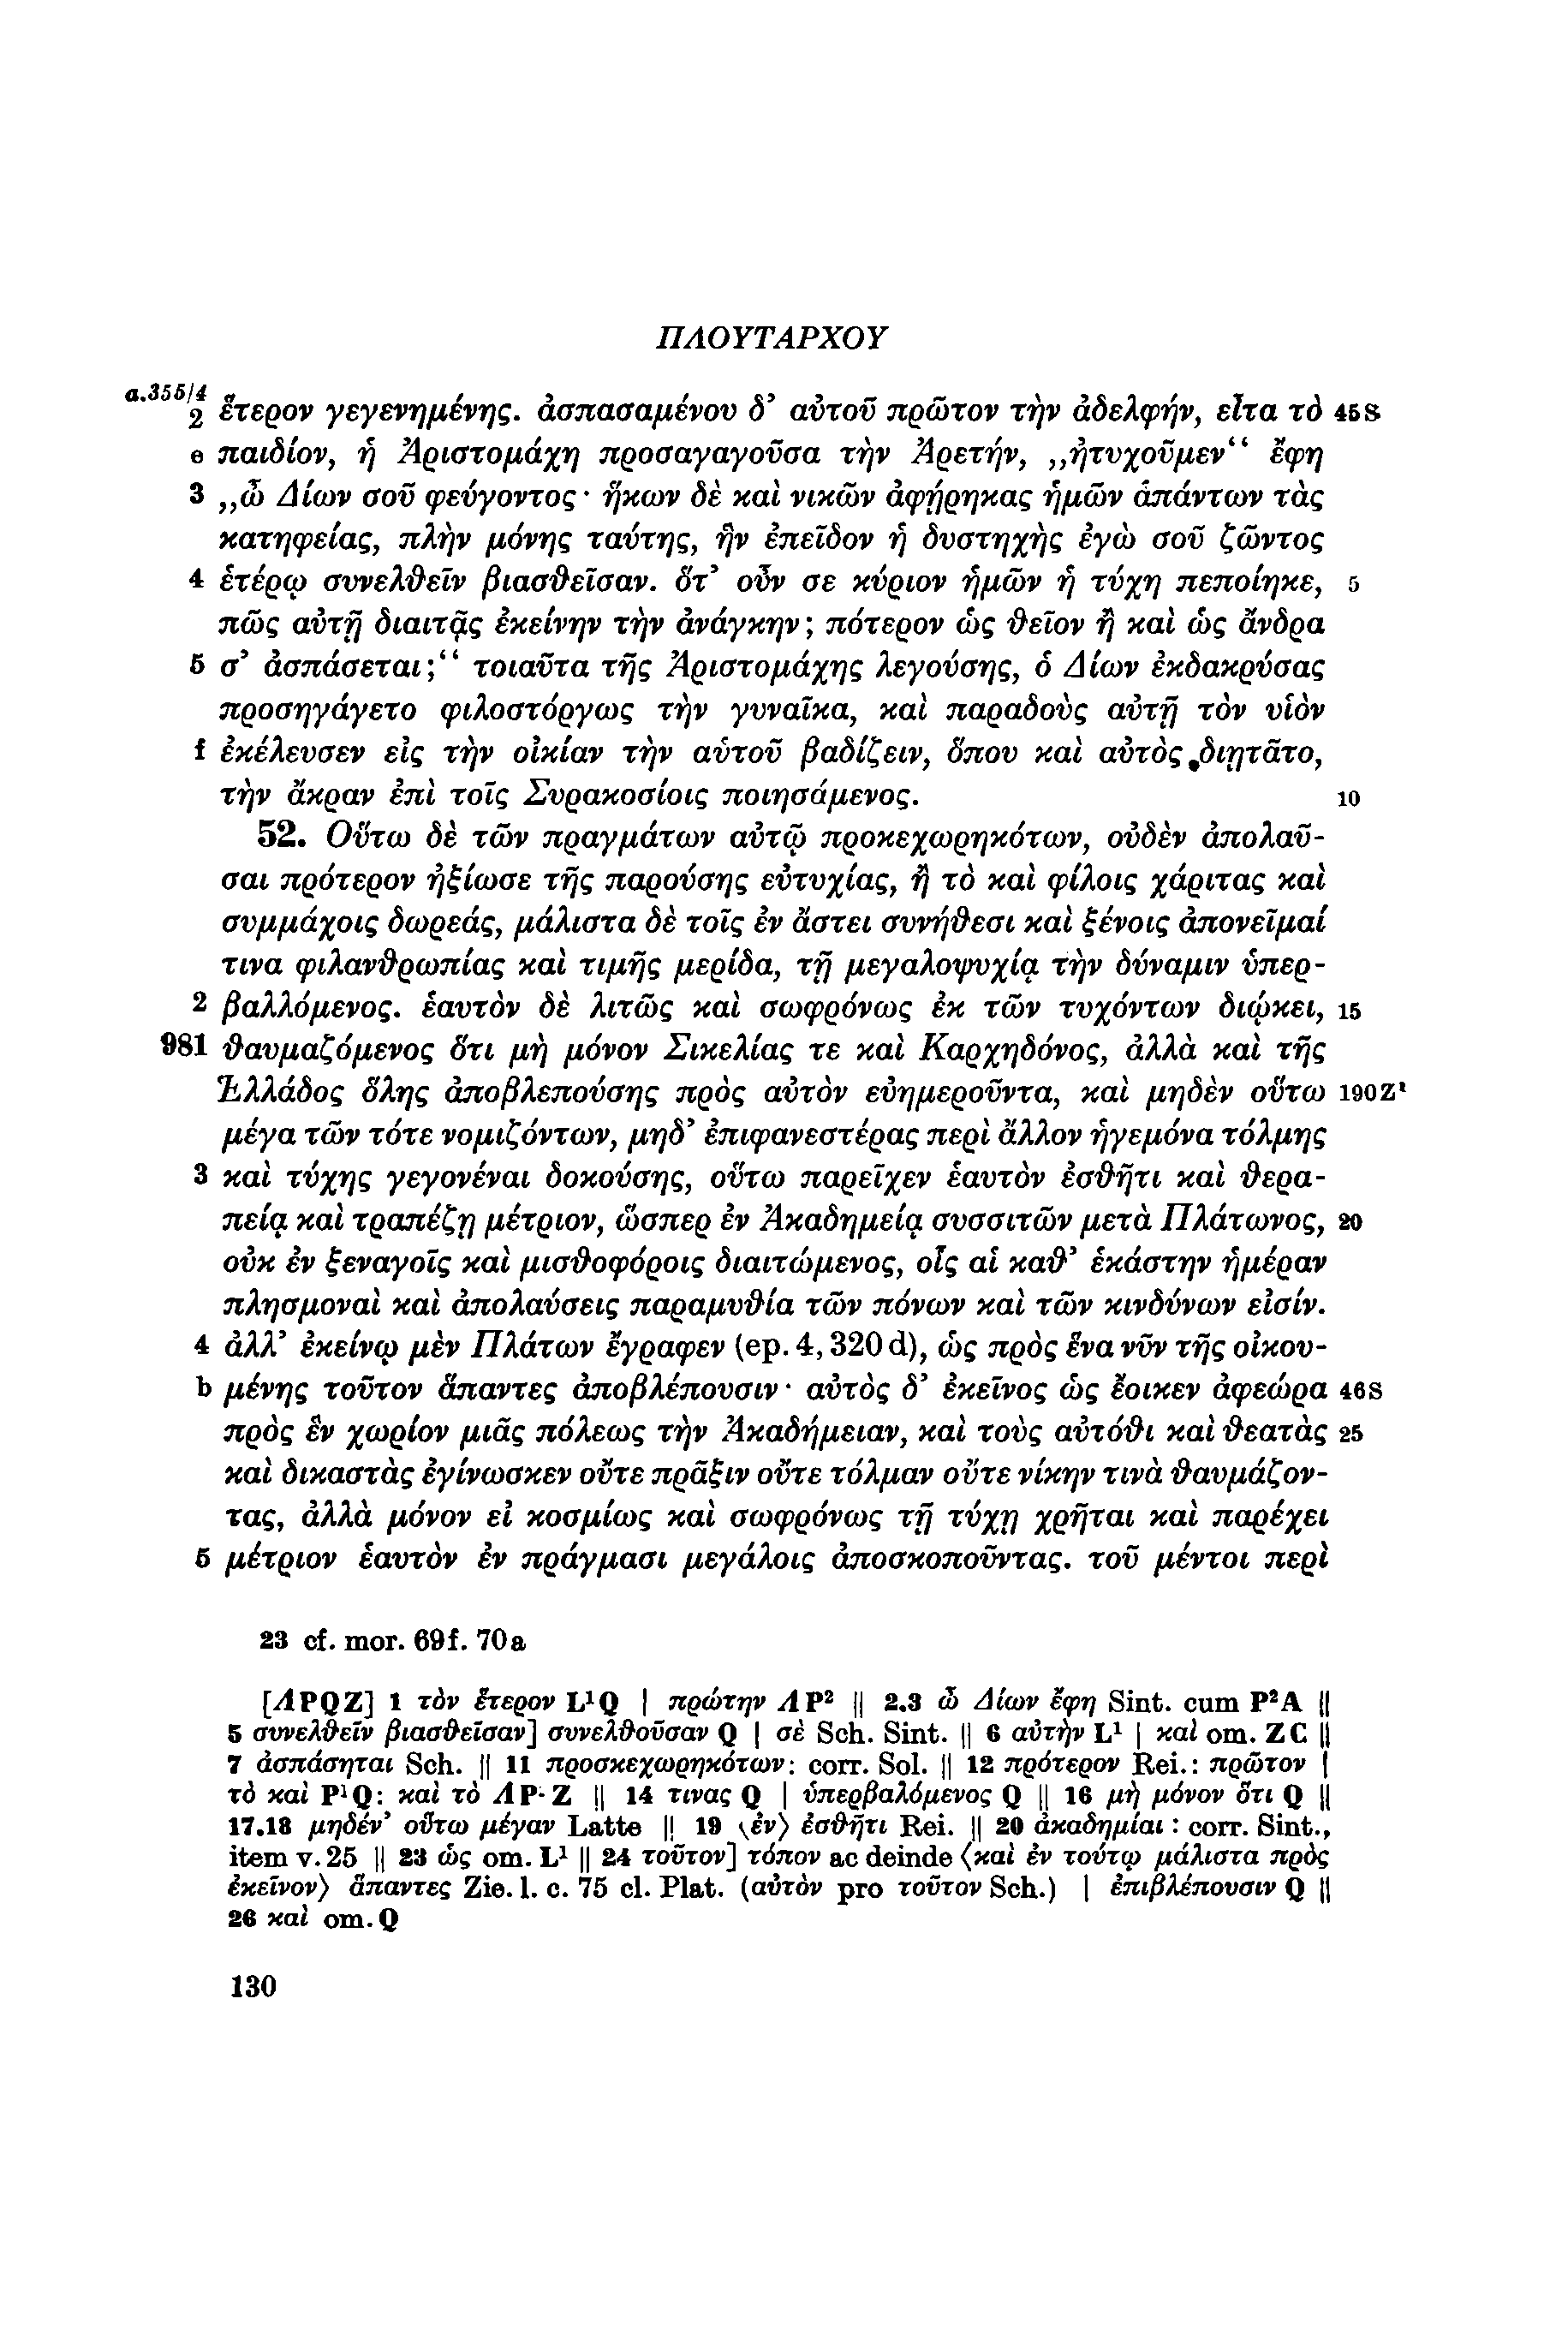 ΠΛΟΥΤΑΡΧΟΥ
a.355/4
2 ἕτερον γεγενημένης. ἀσπασαμένου δ’ αὐτοῦ πρῶτον τὴν ἀδελφήν, εἶτα τὸ 45S
e παιδίον, ἡ Ἀριστομάχη προσαγαγοῦσα τὴν Ἀρετήν, „ἠτυχοῦμεν“ ἔφη
3 „ὦ Δίων σοῦ φεύγοντος· ἥκων δὲ καὶ νικῶν ἀφῄρηκας ἡμῶν ἁπάντων τὰς
κατηφείας, πλὴν μόνης ταύτης, ἣν ἐπεῖδον ἡ δυστηχὴς ἐγὼ σοῦ ζῶντος
4 ἑτέρῳ συνελθεῖν βιασθεῖσαν. ὅτ’ οὖν σε κύριον ἡμῶν ἡ τύχη πεποίηκε, 5
πῶς αὐτῇ διαιτᾷς ἐκείνην τὴν ἀνάγκην; πότερον ὡς θεῖον ἢ καὶ ὡς ἄνδρα
5 σ’ ἀσπάσεται;“ τοιαῦτα τῆς Ἀριστομάχης λεγούσης, ὁ Δίων ἐκδακρύσας
προσηγάγετο φιλοστόργως τὴν γυναῖκα, καὶ παραδοὺς αὐτῇ τὸν υἱὸν
f ἐκέλευσεν εἰς τὴν οἰκίαν τὴν αὑτοῦ βαδίζειν, ὅπου καὶ αὐτὸς διῃτᾶτο,
τὴν ἄκραν ἐπὶ τοῖς Συρακοσίοις ποιησάμενος. 10
52. Οὕτω δὲ τῶν πραγμάτων αὐτῷ προκεχωρηκότων, οὐδὲν ἀπολαῦ-
σαι πρότερον ἠξίωσε τῆς παρούσης εὐτυχίας, ἢ τὸ καὶ φίλοις χάριτας καὶ
συμμάχοις δωρεάς, μάλιστα δὲ τοῖς ἐν ἄστει συνήθεσι καὶ ξένοις ἀπονεῖμαί
τινα φιλανθρωπίας καὶ τιμῆς μερίδα, τῇ μεγαλοψυχίᾳ τὴν δύναμιν ὑπερ-
2 βαλλόμενος. ἑαυτὸν δὲ λιτῶς καὶ σωφρόνως ἐκ τῶν τυχόντων διῴκει, 15
981 θαυμαζόμενος ὅτι μὴ μόνον Σικελίας τε καὶ Καρχηδόνος, ἀλλὰ καὶ τῆς
Ἑλλάδος ὅλης ἀποβλεπούσης πρὸς αὐτὸν εὐημεροῦντα, καὶ μηδὲν οὕτω 190Z¹
μέγα τῶν τότε νομιζόντων, μηδ’ ἐπιφανεστέρας περὶ ἄλλον ἡγεμόνα τόλμης
3 καὶ τύχης γεγονέναι δοκούσης, οὕτω παρεῖχεν ἑαυτὸν ἐσθῆτι καὶ θερα-
πείᾳ καὶ τραπέζῃ μέτριον, ὥσπερ ἐν Ἀκαδημείᾳ συσσιτῶν μετὰ Πλάτωνος, 20
οὐκ ἐν ξεναγοῖς καὶ μισθοφόροις διαιτώμενος, οἷς αἱ καθ’ ἑκάστην ἡμέραν
πλησμοναὶ καὶ ἀπολαύσεις παραμυθία τῶν πόνων καὶ τῶν κινδύνων εἰσίν.
4 ἀλλ’ ἐκείνῳ μὲν Πλάτων ἔγραφεν (ep. 4, 320 d), ὡς πρὸς ἕνα νῦν τῆς οἰκου-
b μένης τοῦτον ἅπαντες ἀποβλέπουσιν· αὐτὸς δ’ ἐκεῖνος ὡς ἔοικεν ἀφεώρα 46S
πρὸς ἓν χωρίον μιᾶς πόλεως τὴν Ἀκαδήμειαν, καὶ τοὺς αὐτόθι καὶ θεατὰς 25
καὶ δικαστὰς ἐγίνωσκεν οὔτε πρᾶξιν οὔτε τόλμαν οὔτε νίκην τινὰ θαυμάζον-
τας, ἀλλὰ μόνον εἰ κοσμίως καὶ σωφρόνως τῇ τύχῃ χρῆται καὶ παρέχει
5 μέτριον ἑαυτὸν ἐν πράγμασι μεγάλοις ἀποσκοποῦντας. τοῦ μέντοι περὶ
23 cf. mor. 69f. 70a
[ΛPQZ] 1 τὸν ἕτερον L¹Q | πρώτην ΛP² || 2.3 ὦ Δίων ἔφη Sint. cum P²A ||
5 συνελθεῖν βιασθεῖσαν] συνελθοῦσαν Q | σὲ Sch. Sint. || 6 αὐτὴν L¹ | καὶ om. ZC ||
7 ἀσπάσηται Sch. || 11 προσκεχωρηκότων: corr. Sol. || 12 πρότερον Rei.: πρῶτον |
τὸ καὶ P¹Q: καὶ τὸ ΛP²Z || 14 τινας Q | ὑπερβαλόμενος Q || 16 μὴ μόνον ὅτι Q ||
17.18 μηδέν’ οὕτω μέγαν Latte || 19 ⟨ἐν⟩ ἐσθῆτι Rei. || 20 ἀκαδημίαι: corr. Sint.,
item v. 25 || 23 ὡς om. L¹ || 24 τοῦτον] τόπον ac deinde ⟨καὶ ἐν τούτῳ μάλιστα πρὸς
ἐκεῖνον⟩ ἅπαντες Zie. l. c. 75 cl. Plat. (αὐτὸν pro τοῦτον Sch.) | ἐπιβλέπουσιν Q ||
26 καὶ om. Q
130